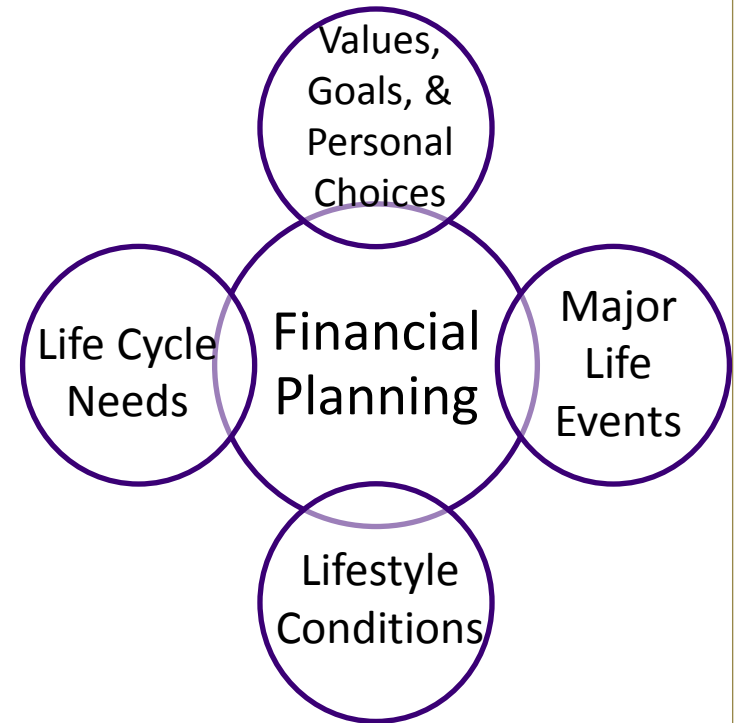 Values,
Goals, &
Personal
Choices
Life Cycle
Needs
Financial
Planning
Major
Life
Events
Lifestyle
Conditions